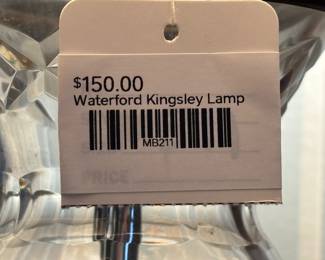 $150.00
Waterford Kingsley Lamp
MB211
PRICE